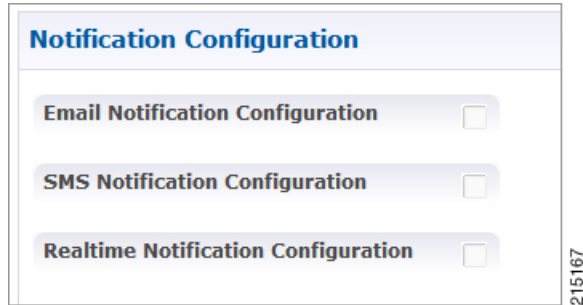 Notification Configuration
Email Notification Configuration
SMS Notification Configuration
Realtime Notification Configuration
215167